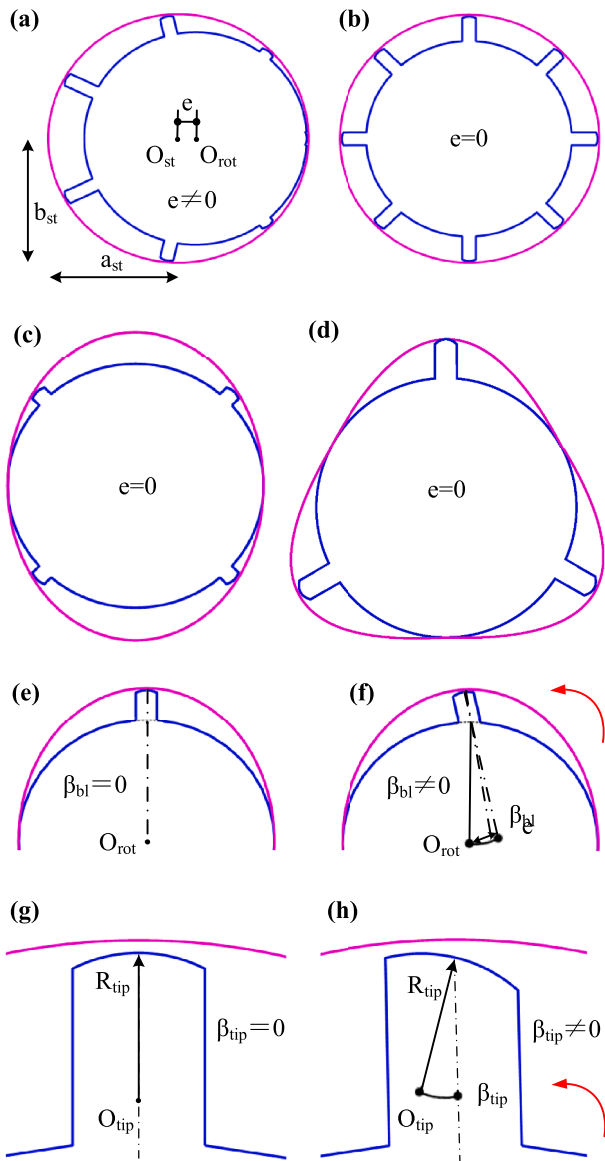 (a)
(b)
e
O_st O_rot
e≠0
e=0
b_st
a_st
(c)
(d)
e=0
e=0
(e)
(f)
β_bl=0
β_bl≠0
O_rot
O_rot
β_bl
e
(g)
(h)
R_tip
R_tip
β_tip=0
β_tip≠0
O_tip
O_tip
β_tip